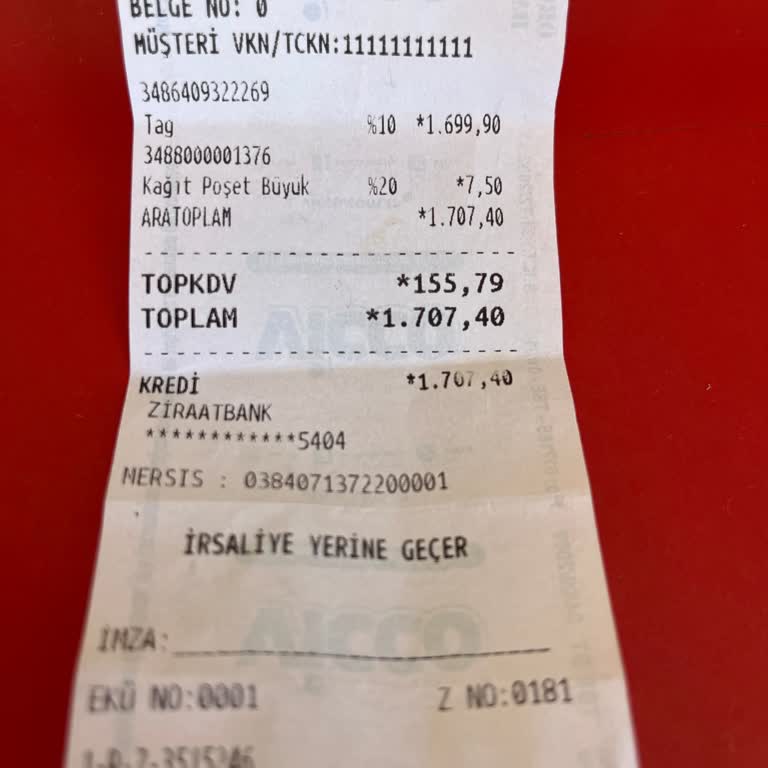 BELGE NO: 0
MÜŞTERİ VKN/TCKN:11111111111
3486409322269
Tag %10 *1.699,90
3488000001376
Kağıt Poşet Büyük %20 *7,50
ARATOPLAM *1.707,40
TOPKDV *155,79
TOPLAM *1.707,40
KREDİ *1.707,40
ZİRAATBANK
************5404
MERSIS : 0384071372200001
İRSALİYE YERİNE GEÇER
İMZA:
EKÜ NO:0001 Z NO:0181